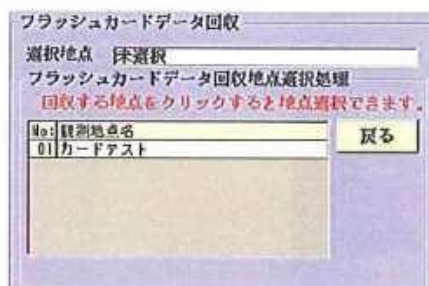 フラッシュカードデータ回収
選択地点 未選択
フラッシュカードデータ回収地点選択処理
回収する地点をクリックすると地点選択できます。
No:観測地点名
戻る
01カードテスト